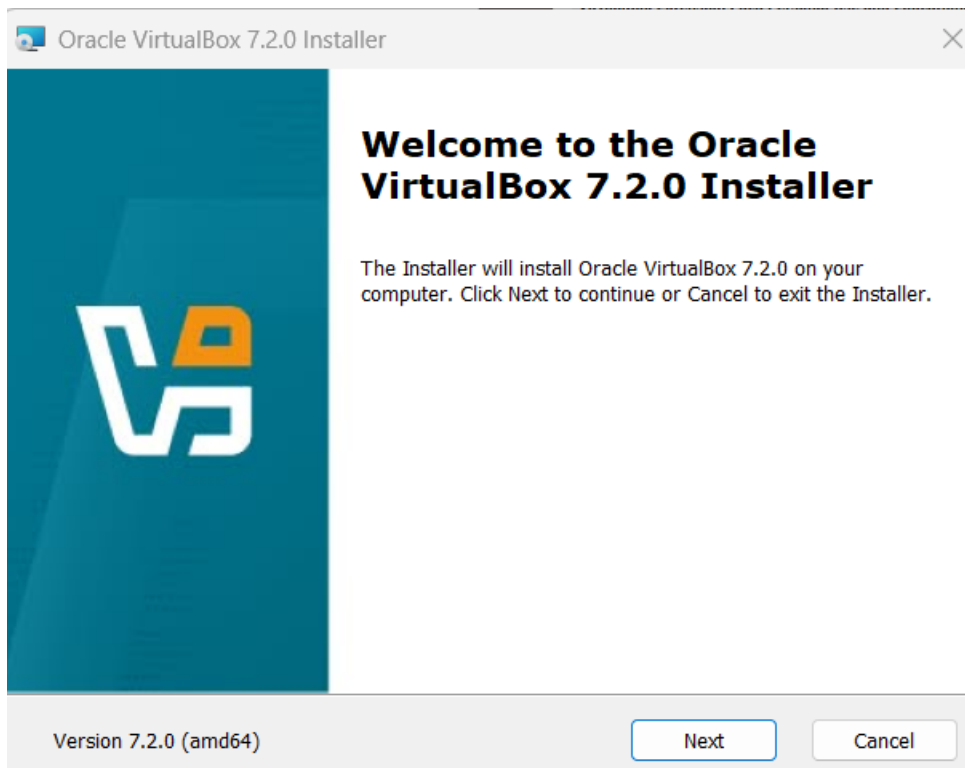 Oracle VirtualBox 7.2.0 Installer
Welcome to the Oracle
VirtualBox 7.2.0 Installer
The Installer will install Oracle VirtualBox 7.2.0 on your
computer. Click Next to continue or Cancel to exit the Installer.
Version 7.2.0 (amd64)
Next
Cancel